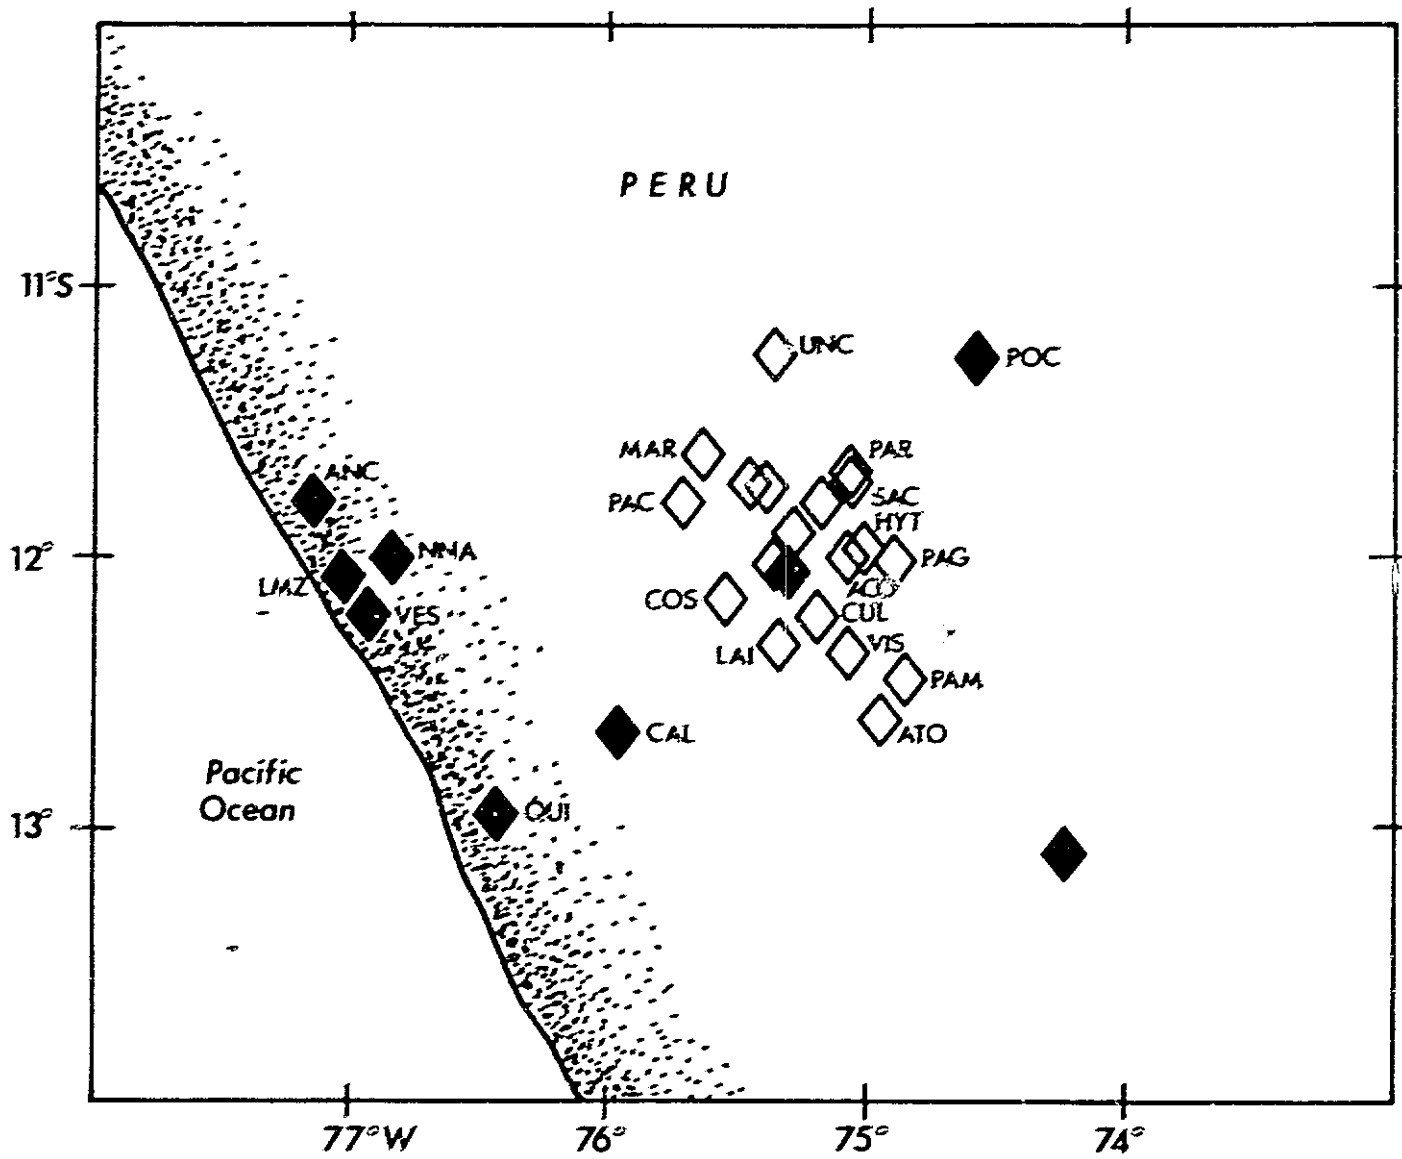 PERU
11°S
UNC
POC
MAR
PAR
PAC
SAC
HYT
ANC
12°
NNA
PAG
LMZ
ACO
COS
CUL
VES
VIS
LAI
PAM
CAL
ATO
Pacific
Ocean
QUI
13°
77°W
76°
75°
74°